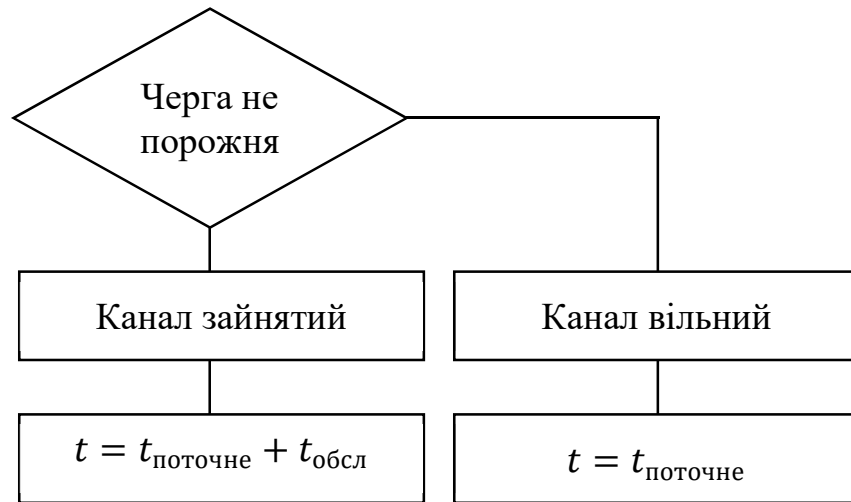 Черга не
порожня
Канал зайнятий
Канал вільний
t = tпоточне + tобсл
t = tпоточне